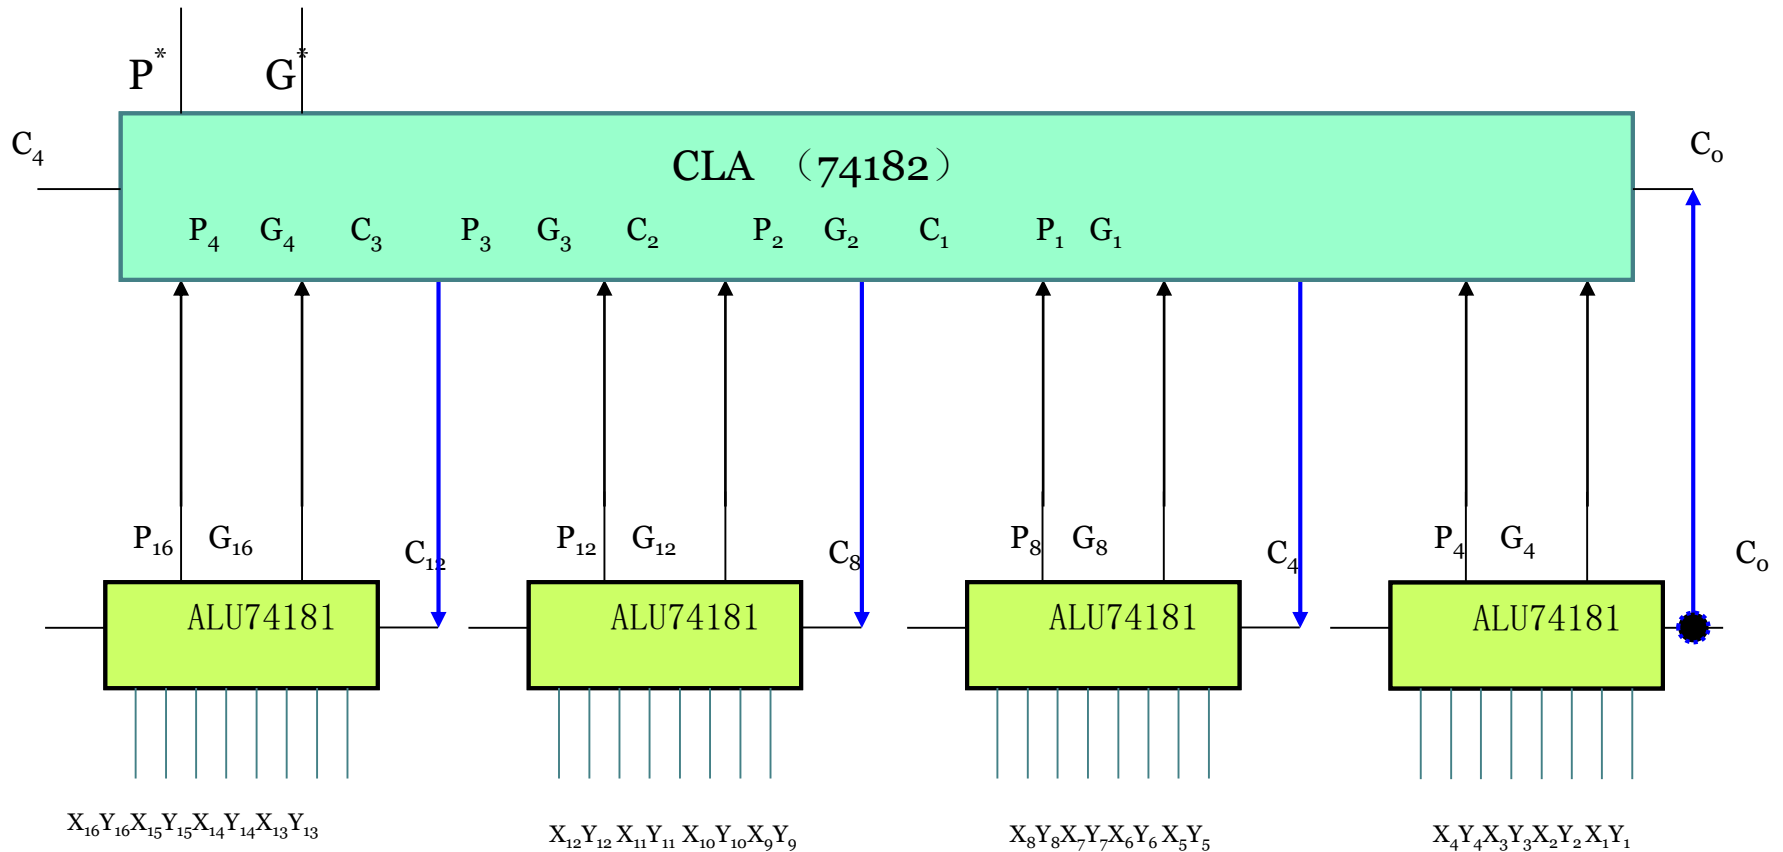 P* G*
C₄ C₀
CLA （74182）
P₄ G₄ C₃ P₃ G₃ C₂ P₂ G₂ C₁ P₁ G₁
P₁₆ G₁₆ C₁₂ P₁₂ G₁₂ C₈ P₈ G₈ C₄ P₄ G₄ C₀
ALU74181 ALU74181 ALU74181 ALU74181
X₁₆Y₁₆X₁₅Y₁₅X₁₄Y₁₄X₁₃Y₁₃ X₁₂Y₁₂ X₁₁Y₁₁ X₁₀Y₁₀X₉Y₉ X₈Y₈X₇Y₇X₆Y₆ X₅Y₅ X₄Y₄X₃Y₃X₂Y₂ X₁Y₁